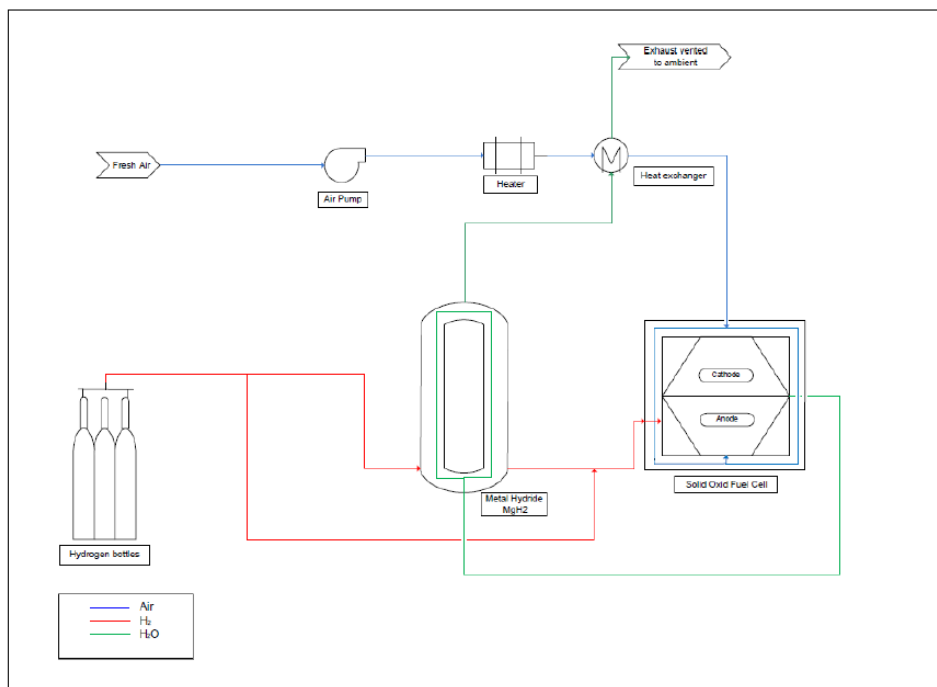 Exhaust vented
to ambient
Fresh Air
Air Pump
Heater
Heat exchanger
Cathode
Anode
Solid Oxid Fuel Cell
Metal Hydride
MgH2
Hydrogen bottles
Air
H₂
H₂O